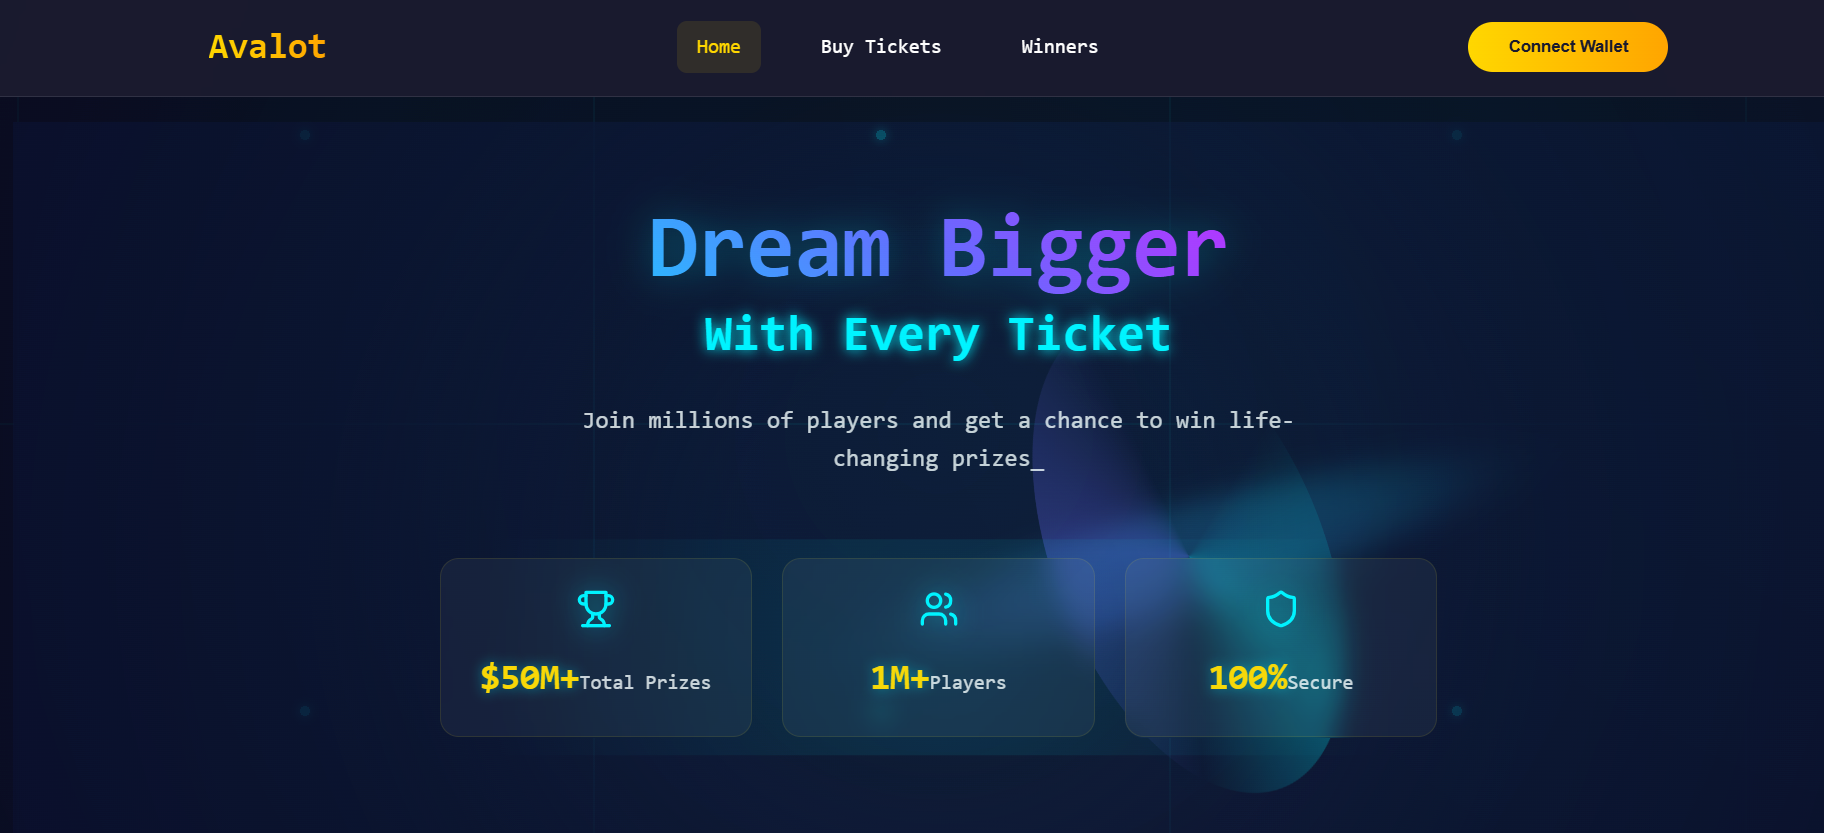 Avalot
Home
Buy Tickets
Winners
Connect Wallet
Dream Bigger
With Every Ticket
Join millions of players and get a chance to win life-
changing prizes_
$50M+Total Prizes
1M+Players
100%Secure